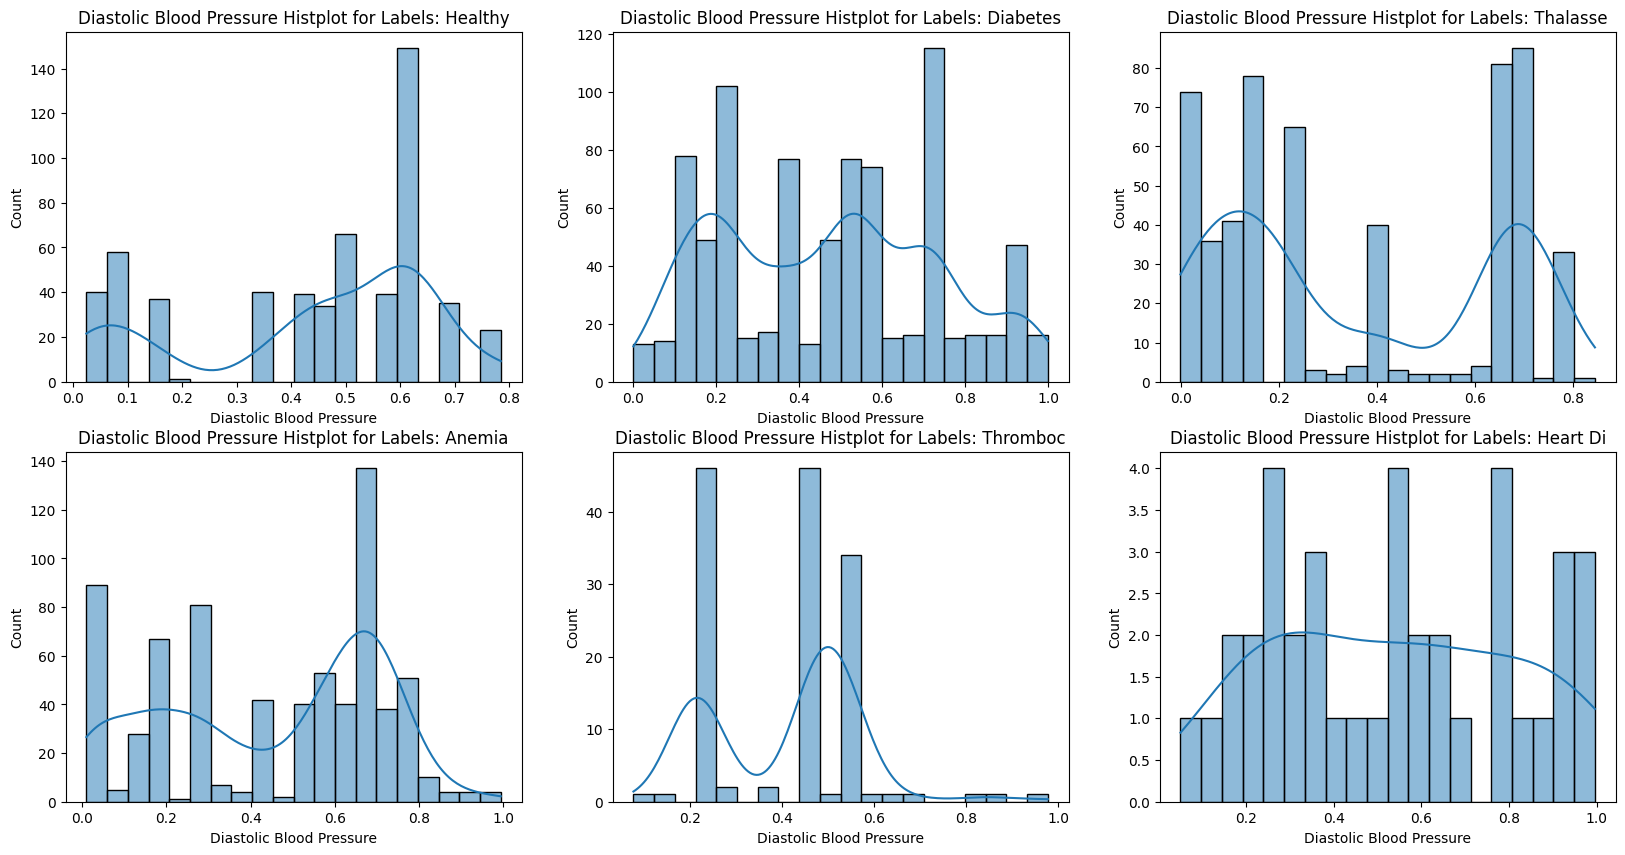 Diastolic Blood Pressure Histplot for Labels: Healthy
Count
140
120
100
80
60
40
20
0
0.0 0.1 0.2 0.3 0.4 0.5 0.6 0.7 0.8
Diastolic Blood Pressure
Diastolic Blood Pressure Histplot for Labels: Diabetes
Count
120
100
80
60
40
20
0
0.0 0.2 0.4 0.6 0.8 1.0
Diastolic Blood Pressure
Diastolic Blood Pressure Histplot for Labels: Thalasse
Count
80
70
60
50
40
30
20
10
0
0.0 0.2 0.4 0.6 0.8
Diastolic Blood Pressure
Diastolic Blood Pressure Histplot for Labels: Anemia
Count
140
120
100
80
60
40
20
0
0.0 0.2 0.4 0.6 0.8 1.0
Diastolic Blood Pressure
Diastolic Blood Pressure Histplot for Labels: Thromboc
Count
40
30
20
10
0
0.2 0.4 0.6 0.8 1.0
Diastolic Blood Pressure
Diastolic Blood Pressure Histplot for Labels: Heart Di
Count
4.0
3.5
3.0
2.5
2.0
1.5
1.0
0.5
0.0
0.2 0.4 0.6 0.8 1.0
Diastolic Blood Pressure